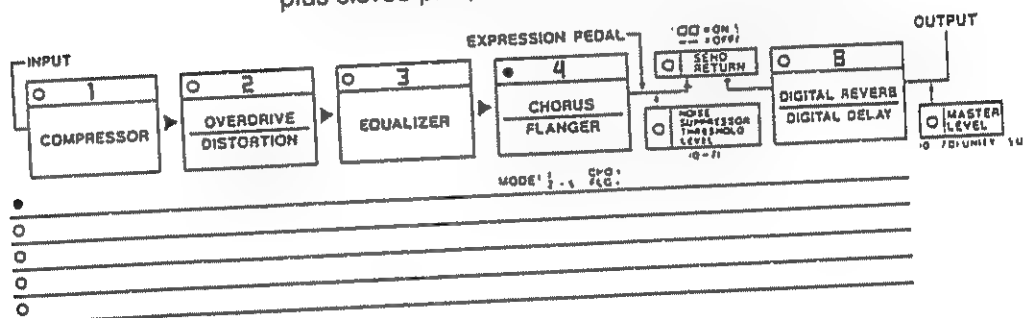 EXPRESSION PEDAL
OUTPUT
INPUT
1
COMPRESSOR
2
OVERDRIVE
DISTORTION
3
EQUALIZER
4
CHORUS
FLANGER
SEND
RETURN
NOISE
SUPPRESSOR
THRESHOLD
LEVEL
8
DIGITAL REVERB
DIGITAL DELAY
MASTER
LEVEL
MODE: